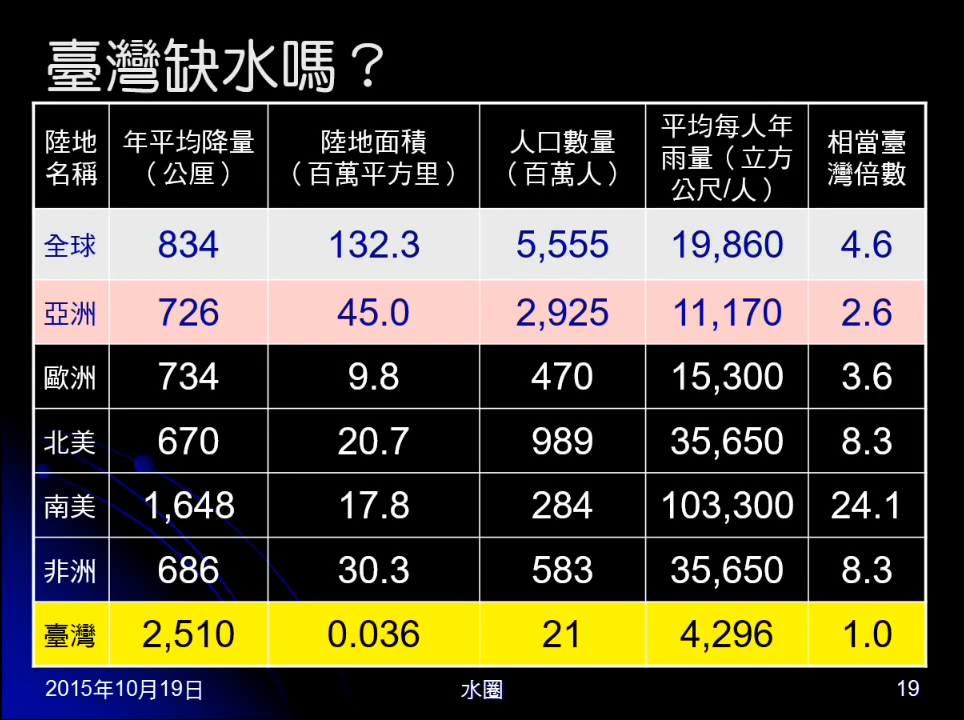 臺灣缺水嗎？
陸地名稱 年平均降量（公厘） 陸地面積（百萬平方里） 人口數量（百萬人） 平均每人年雨量（立方公尺/人） 相當臺灣倍數
全球 834 132.3 5,555 19,860 4.6
亞洲 726 45.0 2,925 11,170 2.6
歐洲 734 9.8 470 15,300 3.6
北美 670 20.7 989 35,650 8.3
南美 1,648 17.8 284 103,300 24.1
非洲 686 30.3 583 35,650 8.3
臺灣 2,510 0.036 21 4,296 1.0
2015年10月19日 水圈 19